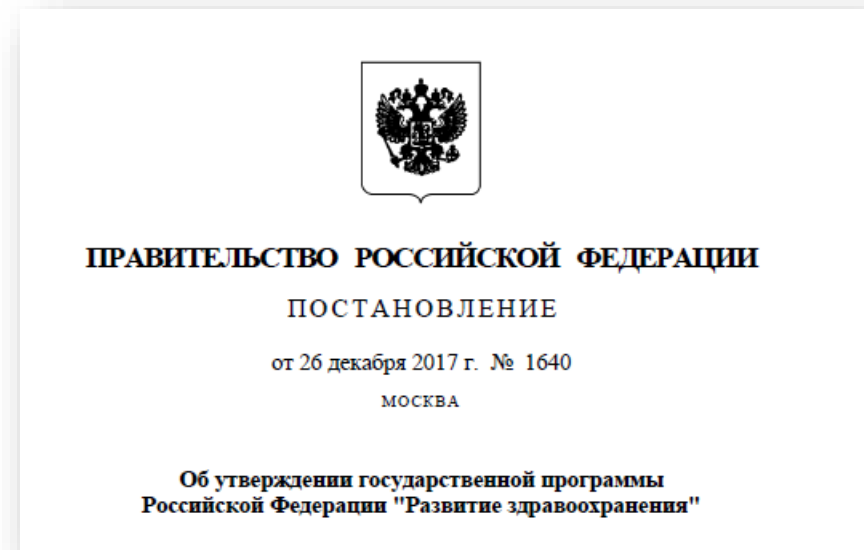 ПРАВИТЕЛЬСТВО РОССИЙСКОЙ ФЕДЕРАЦИИ
ПОСТАНОВЛЕНИЕ
от 26 декабря 2017 г. № 1640
МОСКВА
Об утверждении государственной программы
Российской Федерации "Развитие здравоохранения"